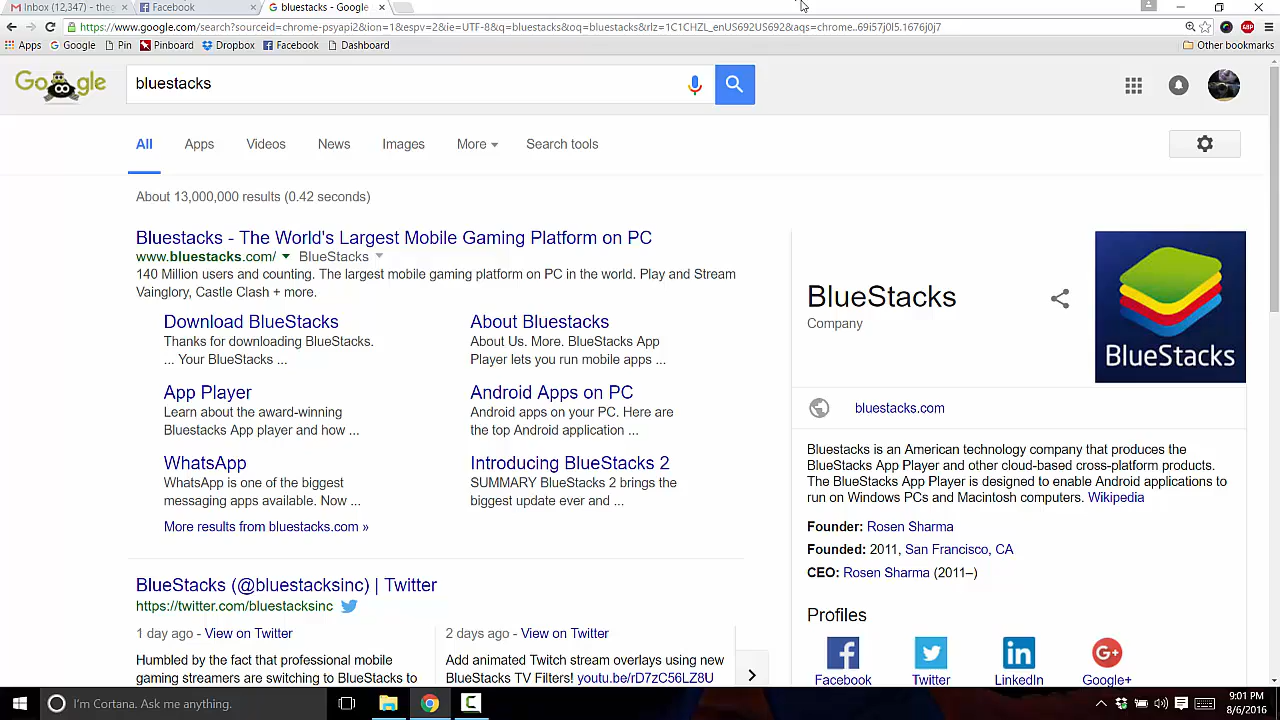 Inbox (12,347) - theg
Facebook
bluestacks - Google
https://www.google.com/search?sourceid=chrome-psyapi2&ion=1&espv=2&ie=UTF-8&q=bluestacks&oq=bluestacks&rlz=1C1CHZL_enUS692US692&aqs=chrome..69i57j0l5.1676j0j7
Apps Google Pin Pinboard Dropbox Facebook Dashboard Other bookmarks
Google
bluestacks
All Apps Videos News Images More Search tools
About 13,000,000 results (0.42 seconds)
Bluestacks - The World's Largest Mobile Gaming Platform on PC
www.bluestacks.com/ BlueStacks
140 Million users and counting. The largest mobile gaming platform on PC in the world. Play and Stream
Vainglory, Castle Clash + more.
Download BlueStacks
Thanks for downloading BlueStacks.
... Your BlueStacks ...
About Bluestacks
About Us. More. BlueStacks App
Player lets you run mobile apps ...
App Player
Learn about the award-winning
Bluestacks App player and how ...
Android Apps on PC
Android apps on your PC. Here are
the top Android application ...
WhatsApp
WhatsApp is one of the biggest
messaging apps available. Now ...
Introducing BlueStacks 2
SUMMARY BlueStacks 2 brings the
biggest update ever and ...
More results from bluestacks.com »
BlueStacks (@bluestacksinc) | Twitter
https://twitter.com/bluestacksinc
1 day ago - View on Twitter
Humbled by the fact that professional mobile
gaming streamers are switching to BlueStacks to
2 days ago - View on Twitter
Add animated Twitch stream overlays using new
BlueStacks TV Filters! youtu.be/rD7zC56LZ8U
BlueStacks
Company
BlueStacks
bluestacks.com
Bluestacks is an American technology company that produces the
BlueStacks App Player and other cloud-based cross-platform products.
The BlueStacks App Player is designed to enable Android applications to
run on Windows PCs and Macintosh computers. Wikipedia
Founder: Rosen Sharma
Founded: 2011, San Francisco, CA
CEO: Rosen Sharma (2011–)
Profiles
Facebook Twitter LinkedIn Google+
I'm Cortana. Ask me anything.
9:01 PM
8/6/2016